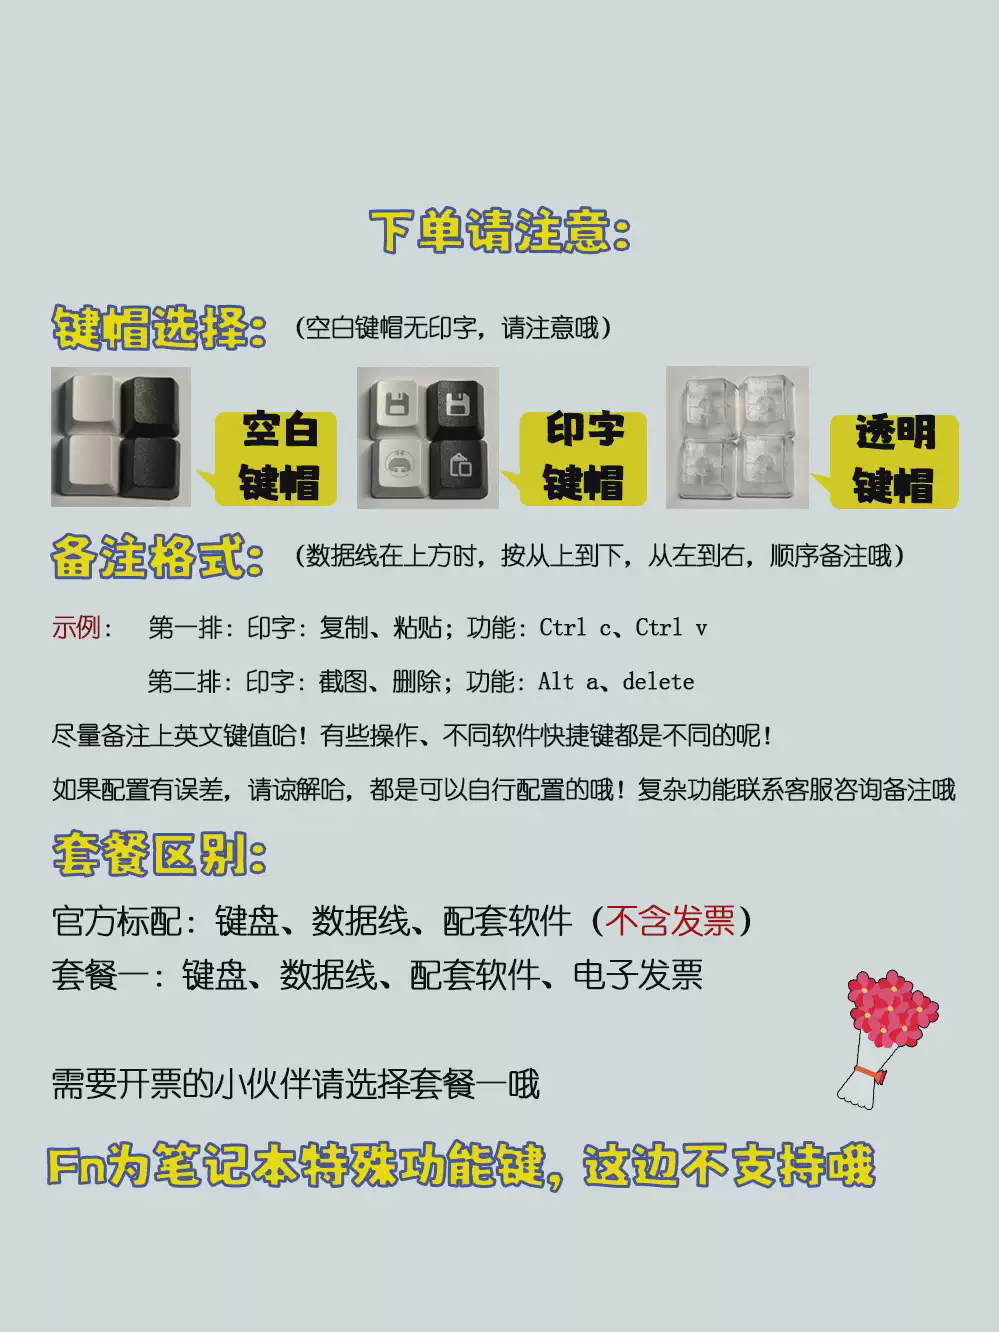 下单请注意：
键帽选择：（空白键帽无印字，请注意哦）
空白
键帽
印字
键帽
透明
键帽
备注格式：（数据线在上方时，按从上到下，从左到右，顺序备注哦）
示例： 第一排：印字：复制、粘贴；功能：Ctrl c、Ctrl v
第二排：印字：截图、删除；功能：Alt a、delete
尽量备注上英文键值哈！有些操作、不同软件快捷键都是不同的呢！
如果配置有误差，请谅解哈，都是可以自行配置的哦！复杂功能联系客服咨询备注哦
套餐区别：
官方标配：键盘、数据线、配套软件（不含发票）
套餐一：键盘、数据线、配套软件、电子发票
需要开票的小伙伴请选择套餐一哦
Fn为笔记本特殊功能键，这边不支持哦